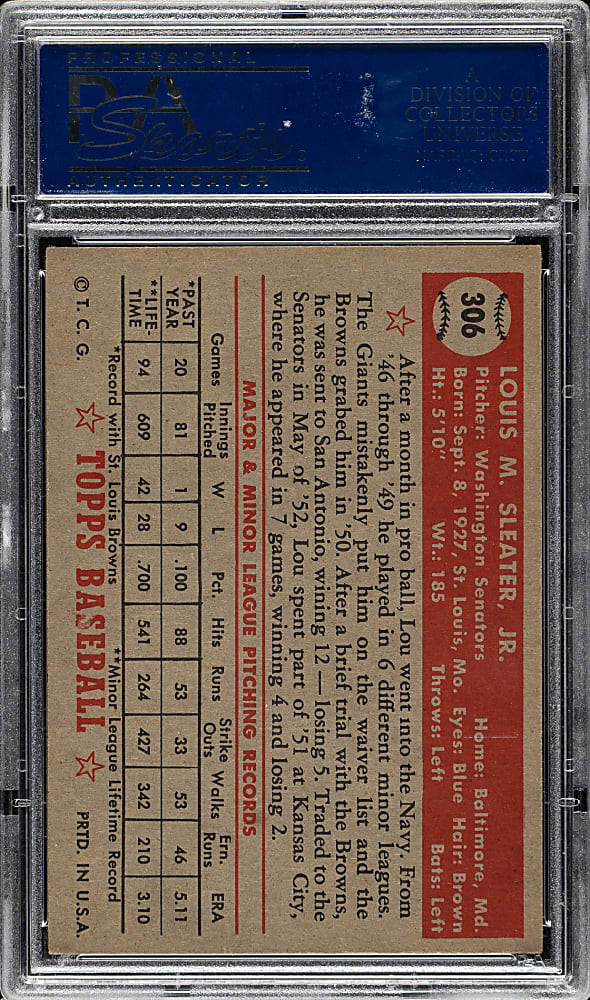 PROFESSIONAL
PSA
Sports
AUTHENTICATOR
A
DIVISION OF
COLLECTORS
UNIVERSE
NASDAQ: CLCT
306
LOUIS M. SLEATER, JR.
Pitcher: Washington Senators Home: Baltimore, Md.
Born: Sept. 8, 1927, St. Louis, Mo. Eyes: Blue Hair: Brown
Ht.: 5'10" Wt.: 185 Throws: Left Bats: Left
After a month in pro ball, Lou went into the Navy. From
'46 through '49 he played in 6 different minor leagues.
The Giants mistakenly put him on the waiver list and the
Browns grabed him in '50. After a brief trial with the Browns,
he was sent to San Antonio, wining 12 — losing 5. Traded to the
Senators in May of '52, Lou spent part of '51 at Kansas City,
where he appeared in 7 games, winning 4 and losing 2.
MAJOR & MINOR LEAGUE PITCHING RECORDS
Games Innings Pitched W L Pct. Hits Runs Strike Outs Walks Ern. Runs ERA
*PAST YEAR 20 81 1 9 .100 88 53 33 53 46 5.11
**LIFE-TIME 94 609 42 28 .700 541 264 427 342 210 3.10
*Record with St. Louis Browns **Minor League Lifetime Record
© T. C. G. TOPPS BASEBALL PRTD. IN U.S.A.